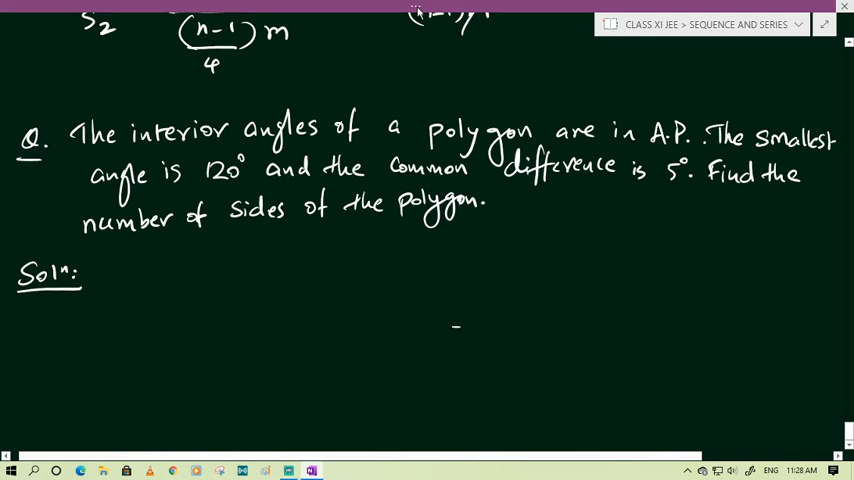 CLASS XI JEE > SEQUENCE AND SERIES
S2 (n-1) m
4
Q. The interior angles of a polygon are in A.P.. The smallest
angle is 120° and the common difference is 5°. Find the
number of sides of the polygon.
Solⁿ:
ENG 11:28 AM